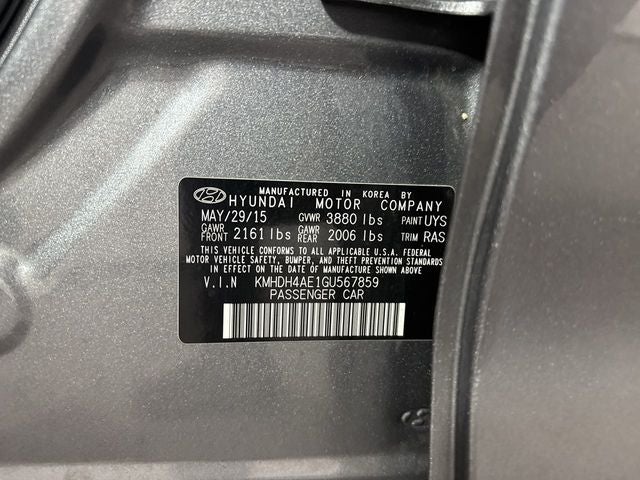 MANUFACTURED IN KOREA BY
HYUNDAI MOTOR COMPANY
MAY/29/15 GVWR 3880 lbs PAINT UYS
GAWR FRONT 2161 lbs GAWR REAR 2006 lbs TRIM RAS
THIS VEHICLE CONFORMS TO ALL APPLICABLE U.S.A. FEDERAL
MOTOR VEHICLE SAFETY, BUMPER, AND THEFT PREVENTION STANDARDS
IN EFFECT ON THE DATE OF MANUFACTURE SHOWN ABOVE.
V.I.N KMHDH4AE1GU567859
PASSENGER CAR